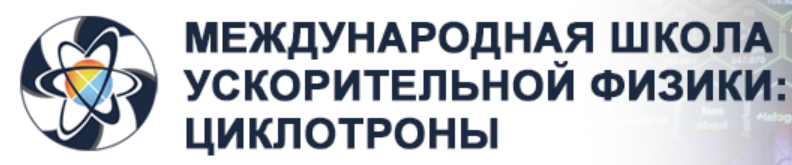 МЕЖДУНАРОДНАЯ ШКОЛА
УСКОРИТЕЛЬНОЙ ФИЗИКИ:
ЦИКЛОТРОНЫ